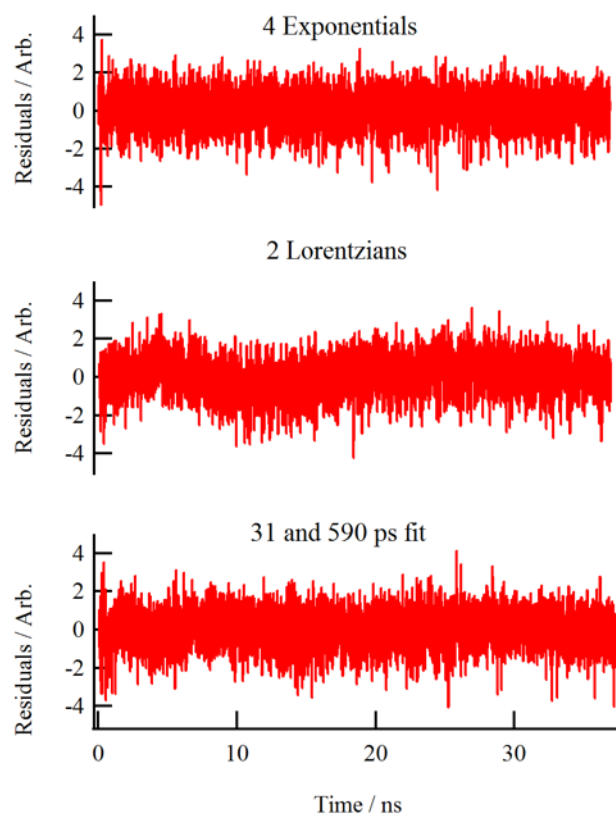 4 Exponentials
Residuals / Arb.
4
2
0
-2
-4
2 Lorentzians
Residuals / Arb.
4
2
0
-2
-4
31 and 590 ps fit
Residuals / Arb.
4
2
0
-2
-4
0
10
20
30
Time / ns